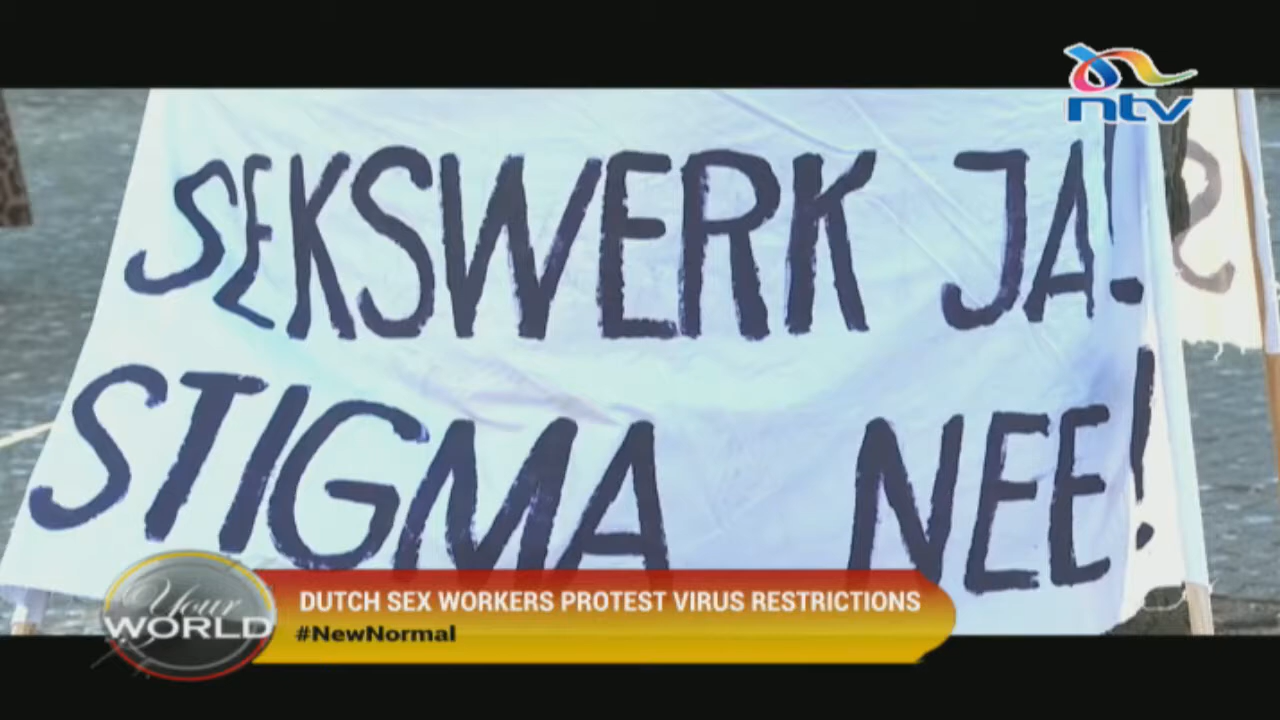 ntv
SEKSWERK JA!
STIGMA NEE!
S
Your
WORLD
DUTCH SEX WORKERS PROTEST VIRUS RESTRICTIONS
#NewNormal